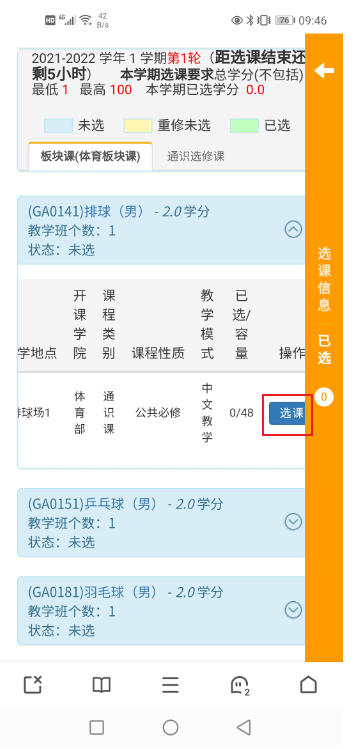 HD 4G 42 B/s 76 09:46
2021-2022 学年 1 学期第1轮（距选课结束还
剩5小时） 本学期选课要求总学分(不包括)
最低 1 最高 100 本学期已选学分 0.0
未选 重修未选 已选
板块课(体育板块课) 通识选修课
(GA0141)排球（男） - 2.0 学分
教学班个数：1
状态：未选
学地点 开课学院 课程类别 课程性质 教学模式 已选/容量 操作
球场1 体育部 通识课 公共必修 中文教学 0/48 选课
(GA0151)乒乓球（男） - 2.0 学分
教学班个数：1
状态：未选
(GA0181)羽毛球（男） - 2.0 学分
教学班个数：1
状态：未选
选课信息
已选
0
2